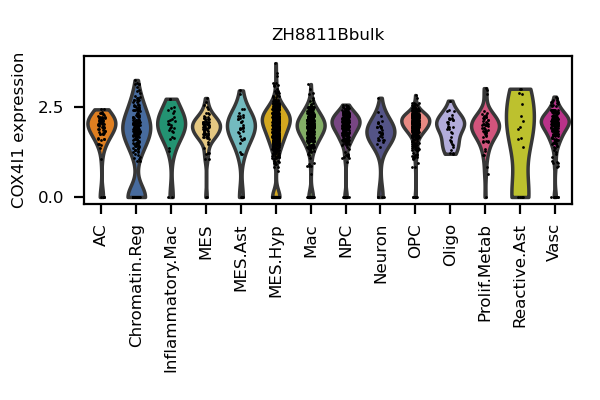 ZH8811Bbulk
COX4I1 expression
2.5
0.0
AC
Chromatin.Reg
Inflammatory.Mac
MES
MES.Ast
MES.Hyp
Mac
NPC
Neuron
OPC
Oligo
Prolif.Metab
Reactive.Ast
Vasc